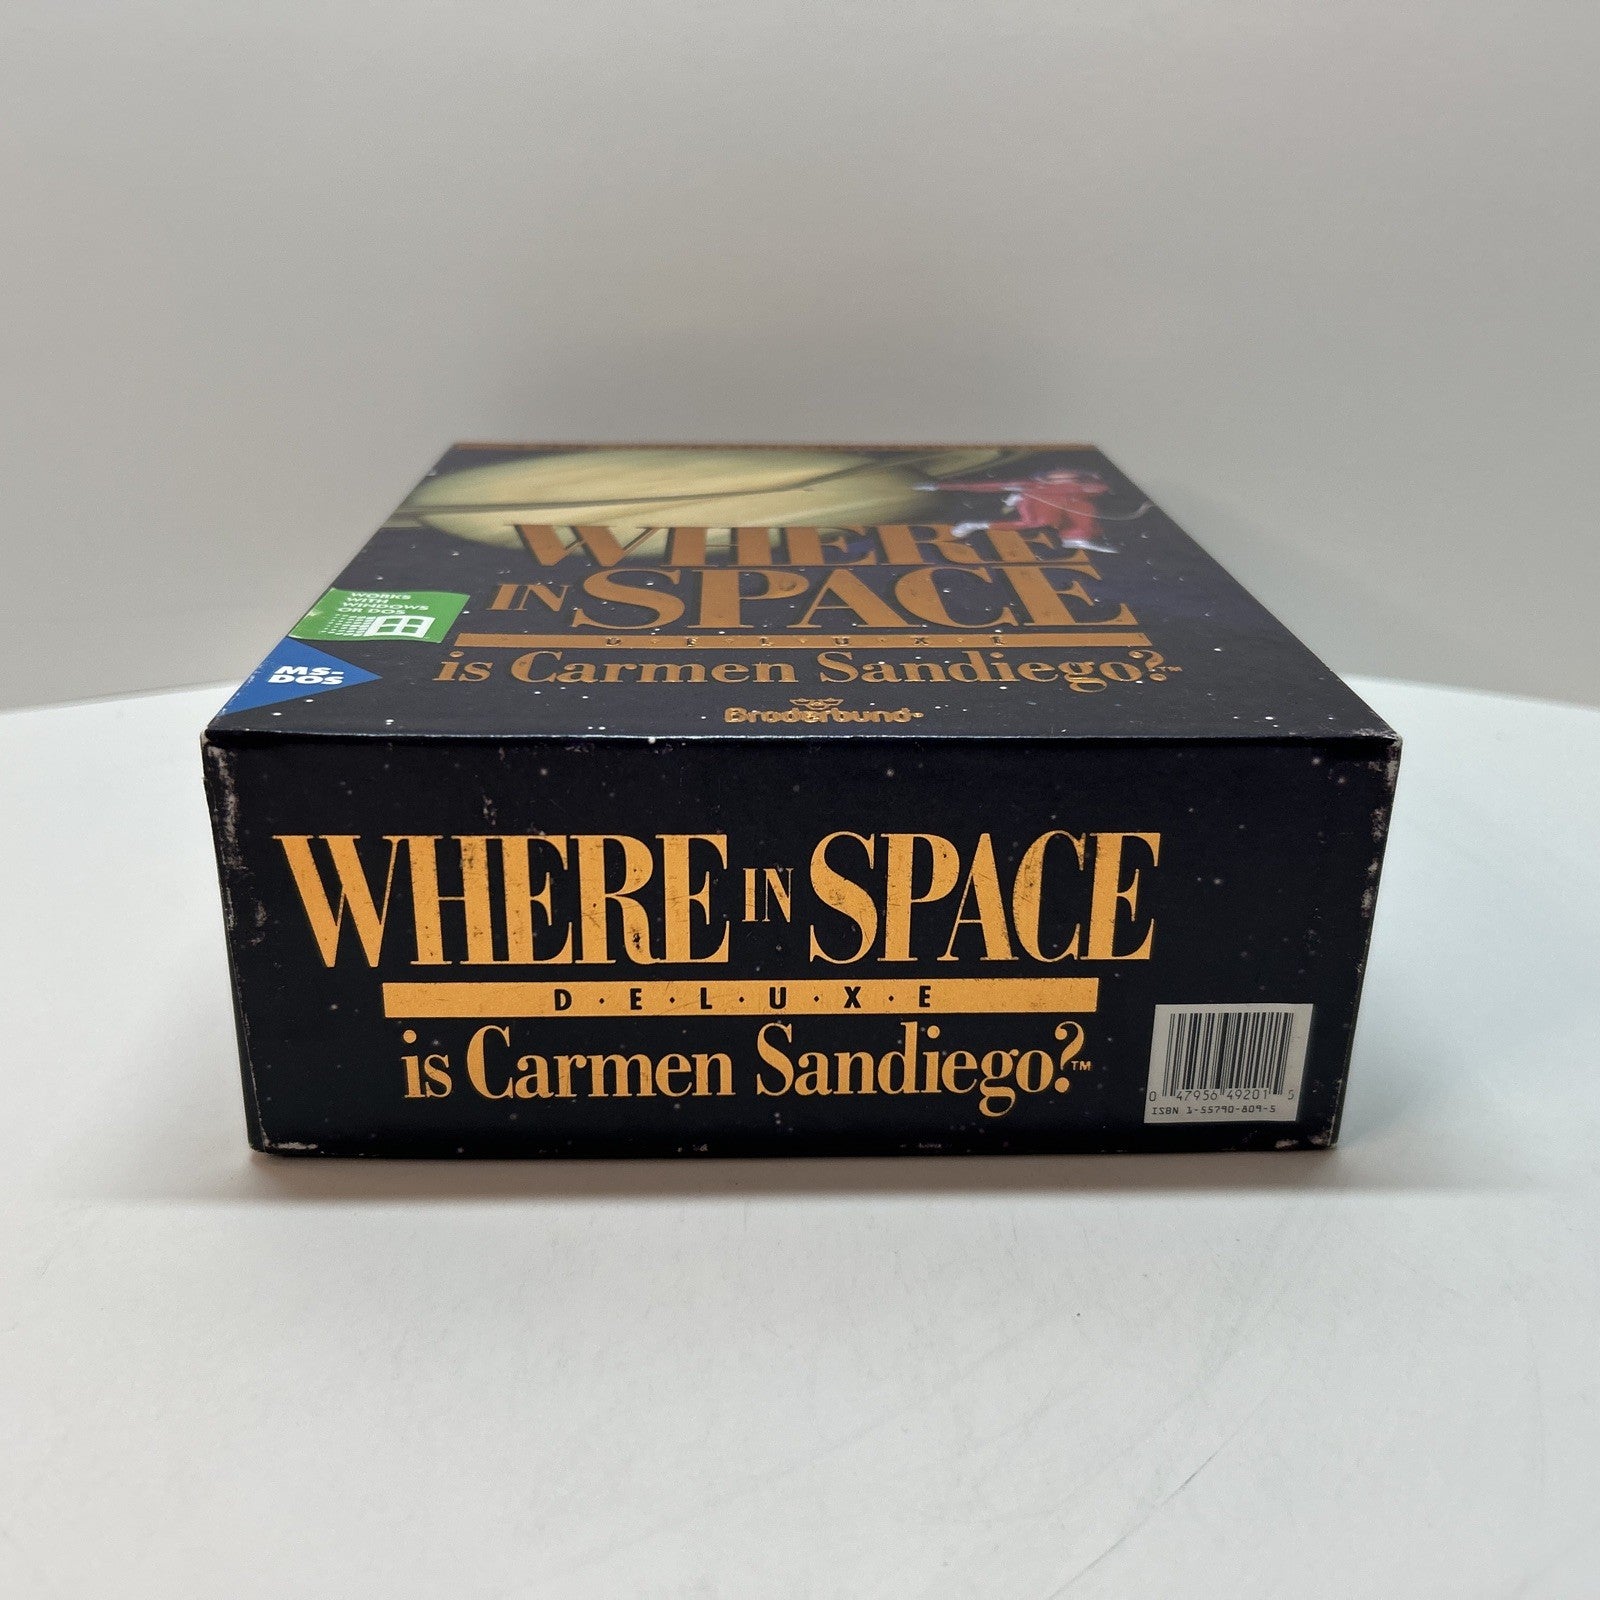 WHERE
IN SPACE
D·E·L·U·X·E
is Carmen Sandiego?™
Brøderbund®
WORKS
WITH
WINDOWS
OR DOS
MS-
DOS
WHERE IN SPACE
D·E·L·U·X·E
is Carmen Sandiego?™
0 47956 49201 5
ISBN 1-55790-809-5